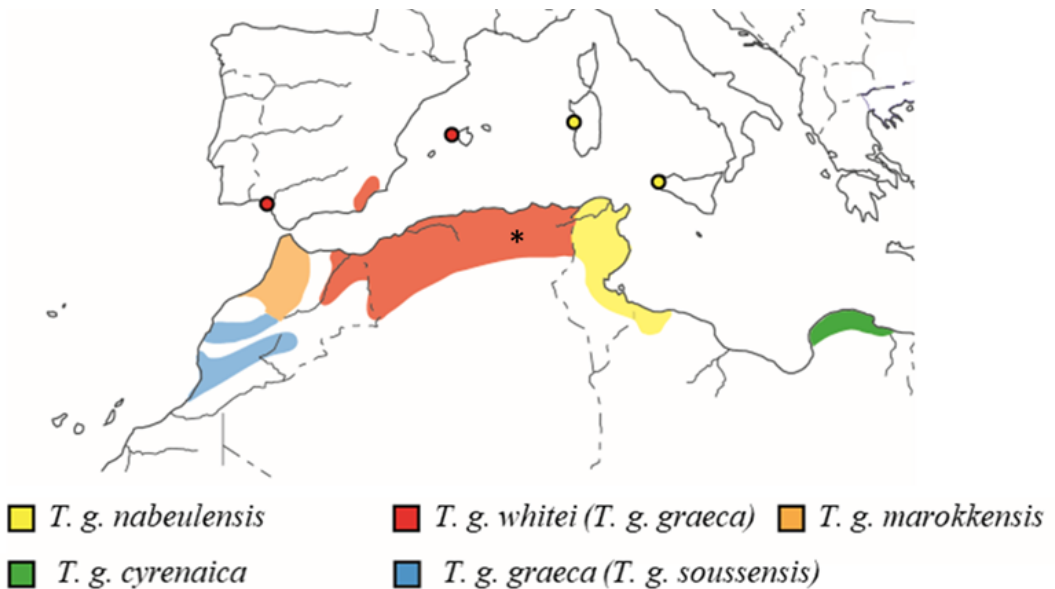 *
T. g. nabeulensis T. g. whitei (T. g. graeca) T. g. marokkensis
T. g. cyrenaica T. g. graeca (T. g. soussensis)